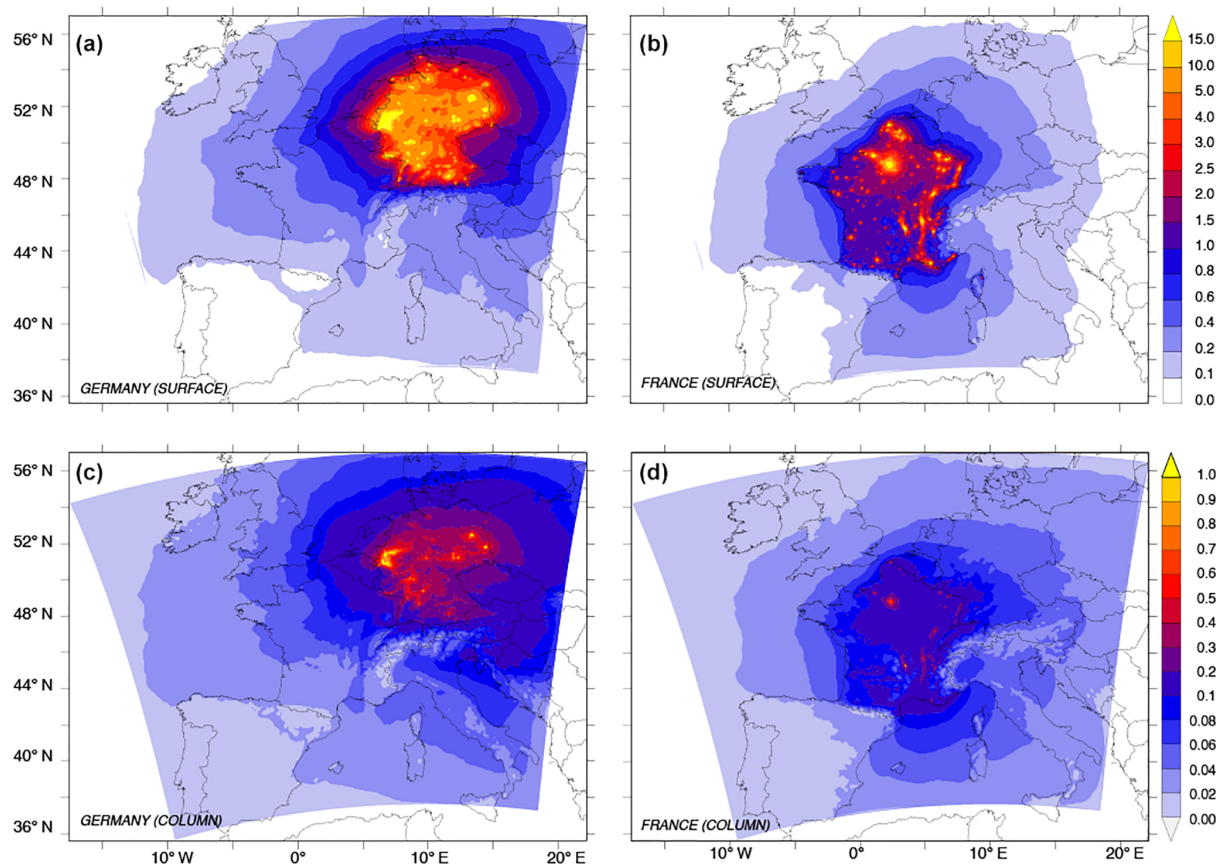 (a)
56° N
52° N
48° N
44° N
40° N
36° N
GERMANY (SURFACE)
(b)
FRANCE (SURFACE)
15.0
10.0
5.0
4.0
3.0
2.5
2.0
1.5
1.0
0.8
0.6
0.4
0.2
0.1
0.0
(c)
56° N
52° N
48° N
44° N
40° N
36° N
GERMANY (COLUMN)
10° W
0°
10° E
20° E
(d)
FRANCE (COLUMN)
10° W
0°
10° E
20° E
1.0
0.9
0.8
0.7
0.6
0.5
0.4
0.3
0.2
0.1
0.08
0.06
0.04
0.02
0.00